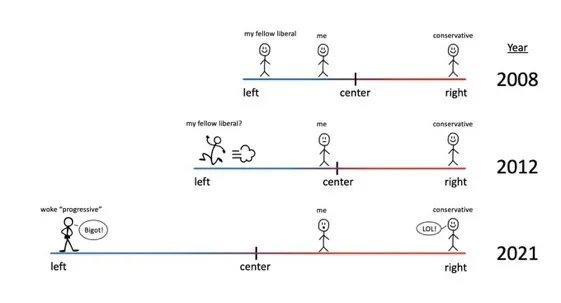 Year
my fellow liberal
me
conservative
2008
left
center
right
my fellow liberal?
me
conservative
2012
left
center
right
woke “progressive”
me
conservative
Bigot!
LOL!
2021
left
center
right